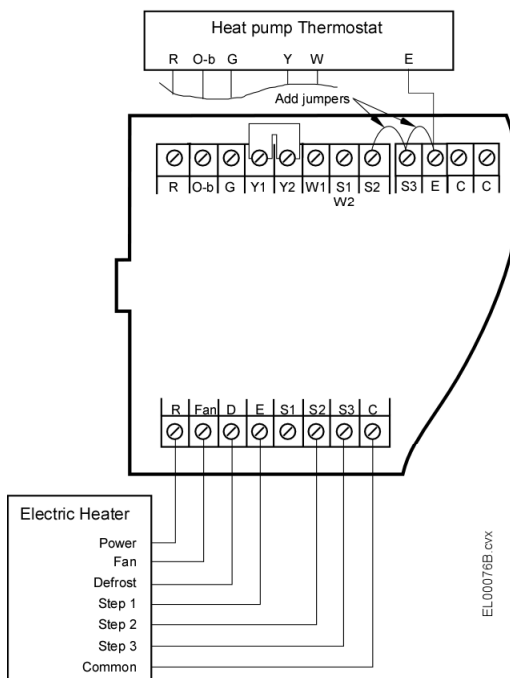 Heat pump Thermostat
R O-b G Y W E
Add jumpers
R O-b G Y1 Y2 W1 S1 S2 S3 E C C
W2
R Fan D E S1 S2 S3 C
Electric Heater
Power
Fan
Defrost
Step 1
Step 2
Step 3
Common
EL00076B.cvx